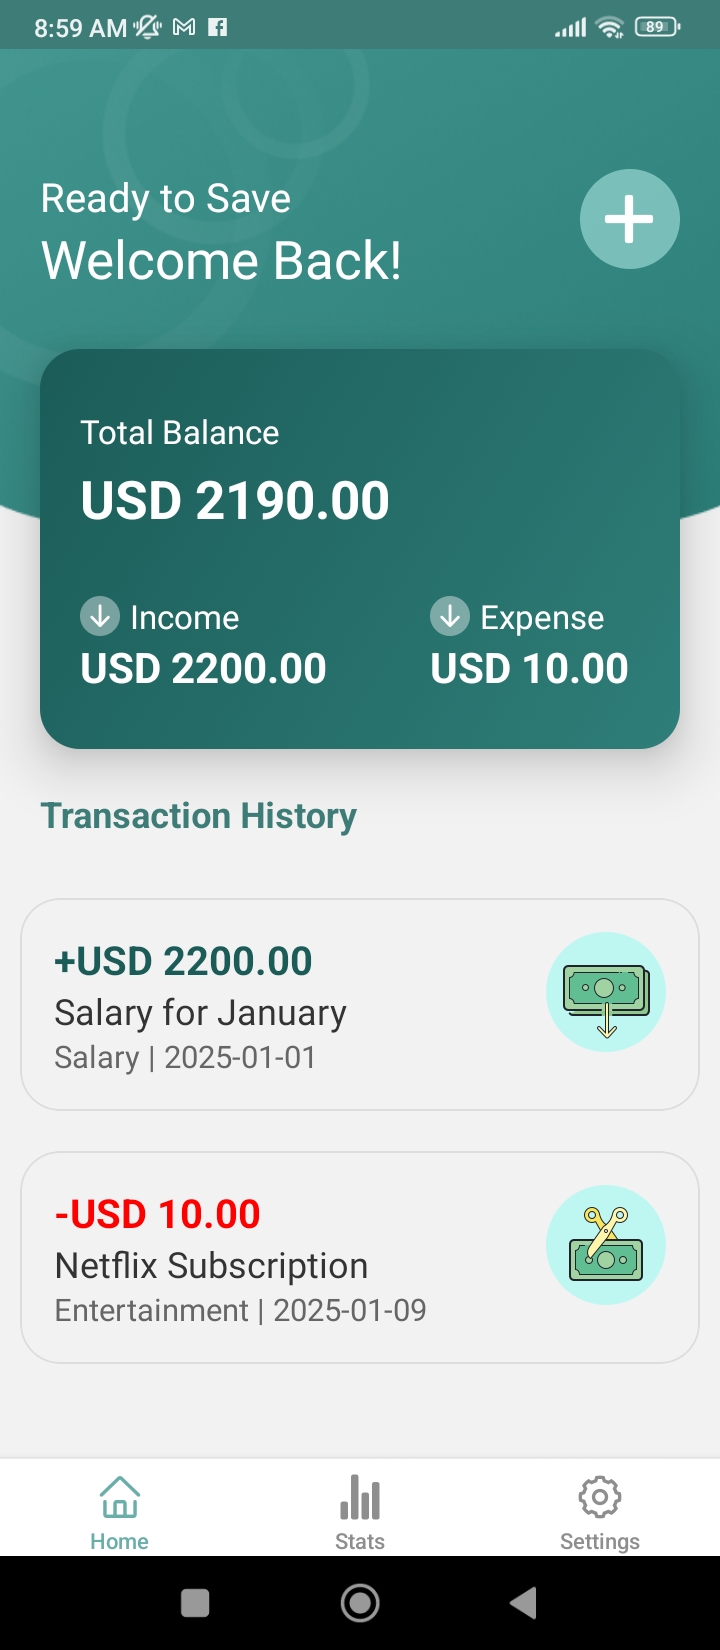 8:59 AM
89
Ready to Save
Welcome Back!
Total Balance
USD 2190.00
Income
Expense
USD 2200.00
USD 10.00
Transaction History
+USD 2200.00
Salary for January
Salary | 2025-01-01
-USD 10.00
Netflix Subscription
Entertainment | 2025-01-09
Home
Stats
Settings